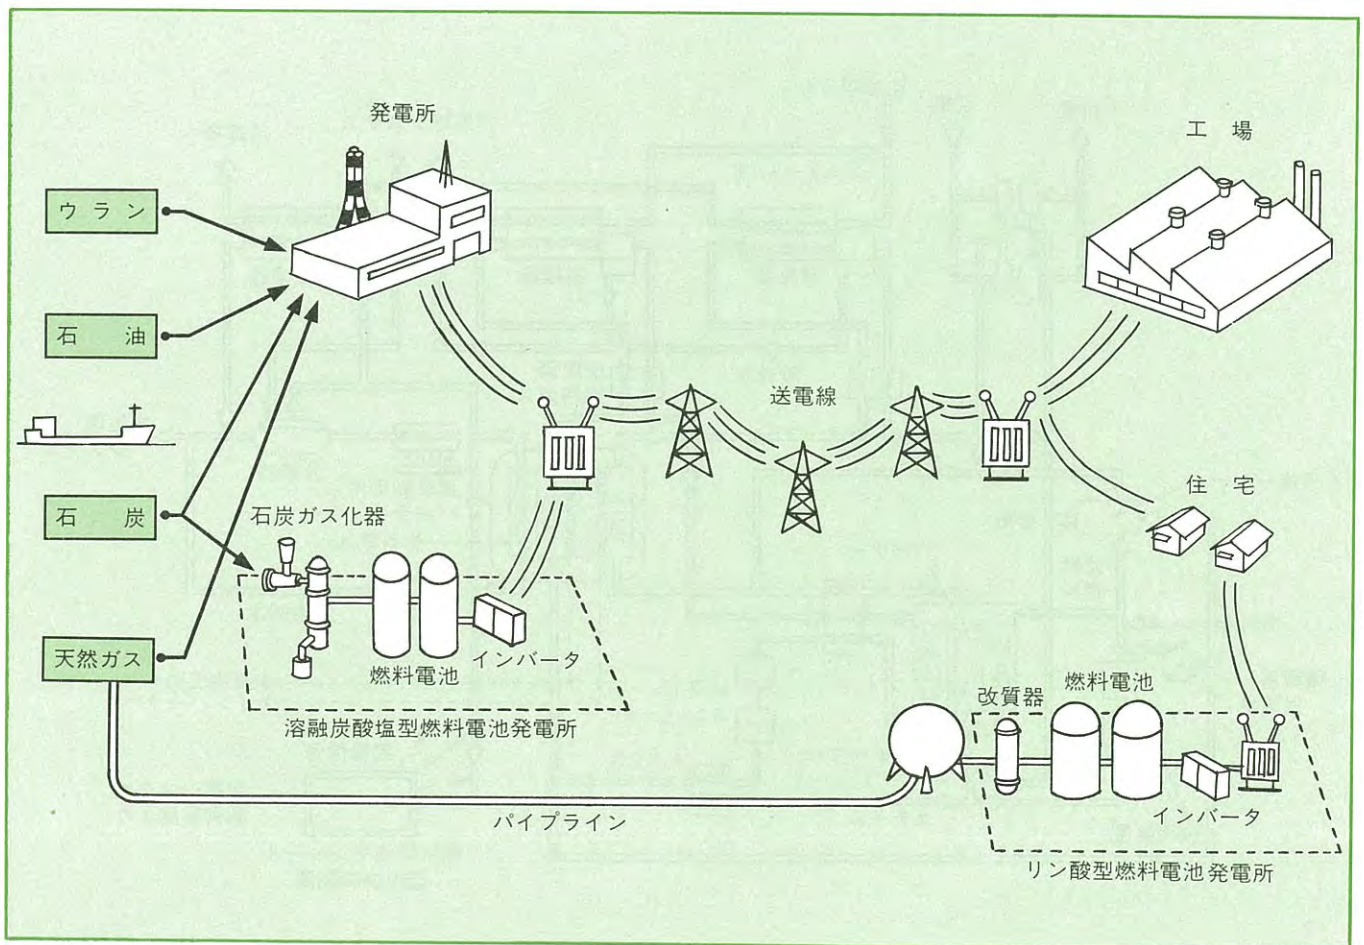 発電所
工場
ウラン
石油
送電線
石炭
石炭ガス化器
住宅
天然ガス
燃料電池
インバータ
溶融炭酸塩型燃料電池発電所
改質器
燃料電池
インバータ
パイプライン
リン酸型燃料電池発電所